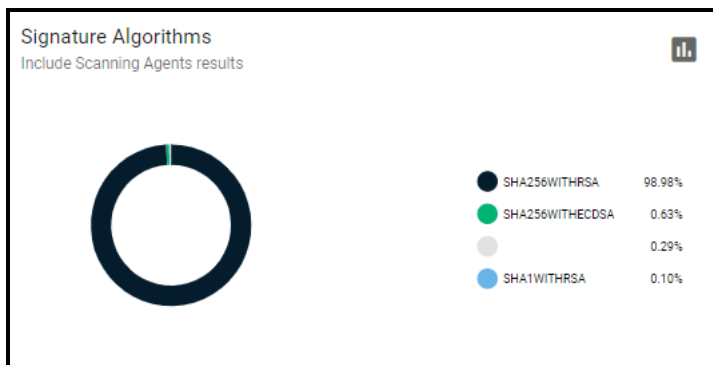 Signature Algorithms
Include Scanning Agents results
SHA256WITHRSA 98.98%
SHA256WITHECDSA 0.63%
0.29%
SHA1WITHRSA 0.10%